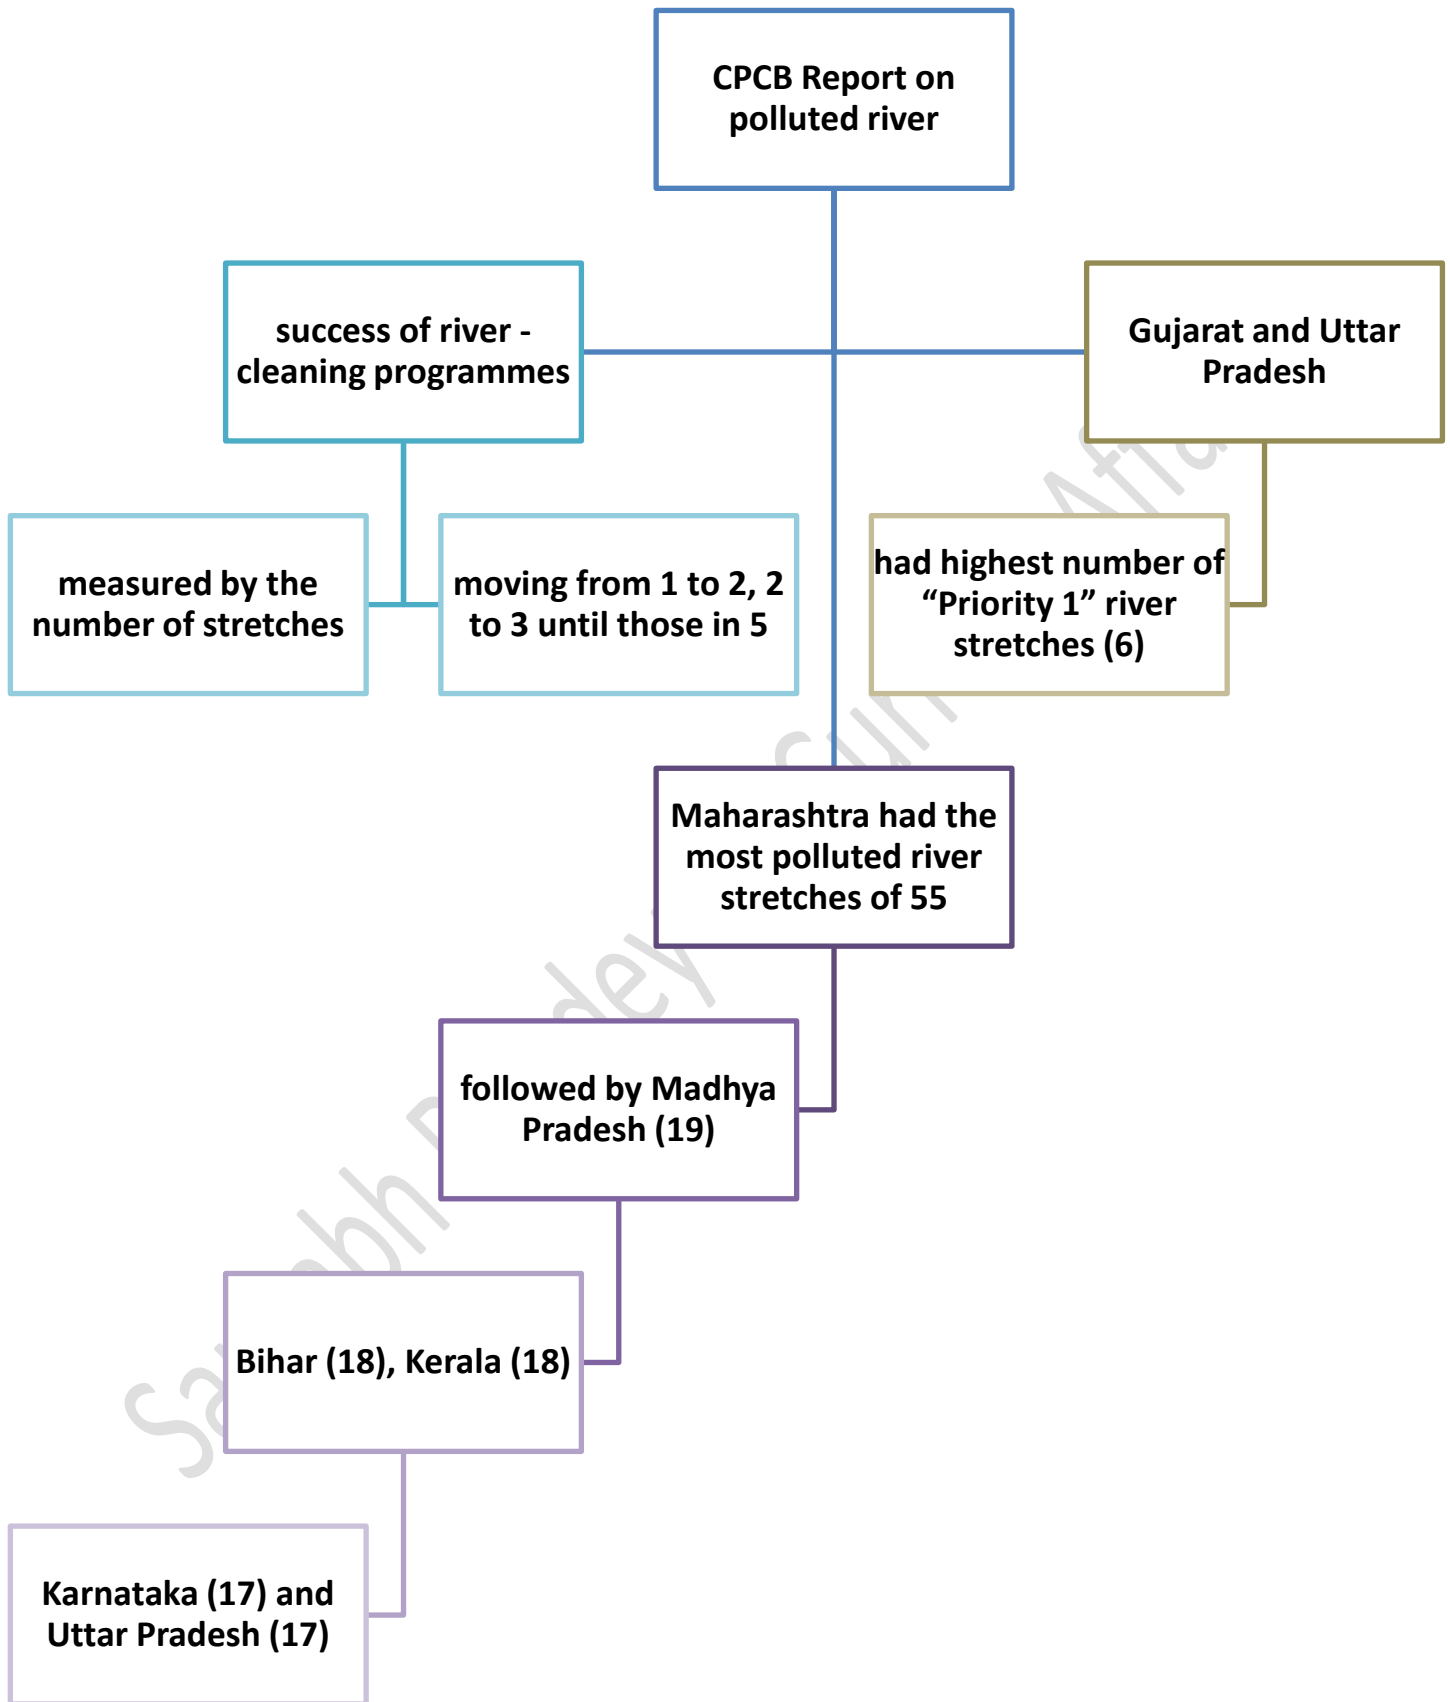 CPCB Report on
polluted river
success of river -
cleaning programmes
Gujarat and Uttar
Pradesh
measured by the
number of stretches
moving from 1 to 2, 2
to 3 until those in 5
had highest number of
“Priority 1” river
stretches (6)
Maharashtra had the
most polluted river
stretches of 55
followed by Madhya
Pradesh (19)
Bihar (18), Kerala (18)
Karnataka (17) and
Uttar Pradesh (17)